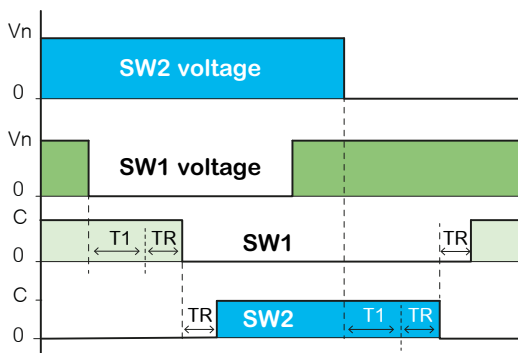 Vn
SW2 voltage
0
Vn
SW1 voltage
0
C
T1 TR SW1 TR
0
C
TR SW2 T1 TR
0